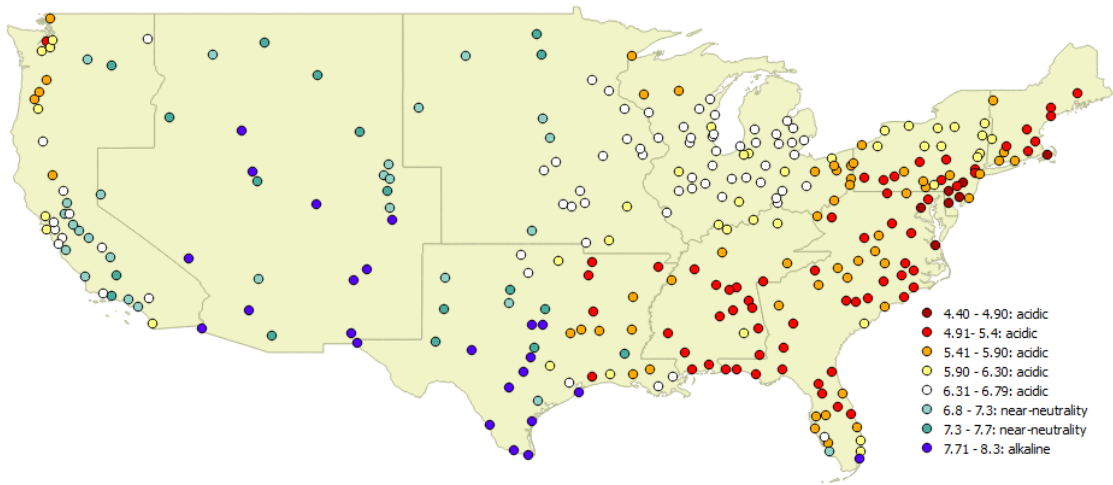 4.40 - 4.90: acidic
4.91- 5.4: acidic
5.41 - 5.90: acidic
5.90 - 6.30: acidic
6.31 - 6.79: acidic
6.8 - 7.3: near-neutrality
7.3 - 7.7: near-neutrality
7.71 - 8.3: alkaline